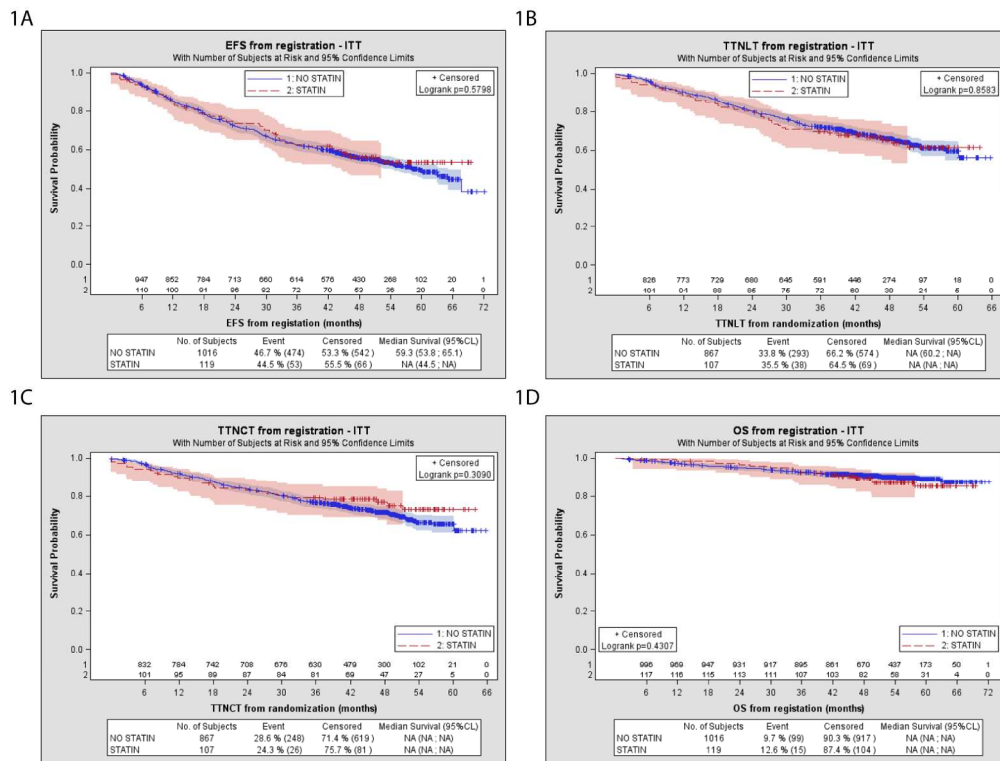 1A
EFS from registration - ITT
With Number of Subjects at Risk and 95% Confidence Limits
1: NO STATIN
2: STATIN
+ Censored
Logrank p=0.5798
Survival Probability
1.0
0.8
0.6
0.4
0.2
0.0
1 947 852 784 713 660 614 576 430 268 102 20 1
2 110 100 91 72 70 20 4 0
6 12 18 24 30 36 42 48 54 60 66 72
EFS from registation (months)
No. of Subjects Event Censored Median Survival (95%CL)
NO STATIN 1016 46.7 % (474) 53.3 % (542) 59.3 (53.8 ; 65.1)
STATIN 119 44.5 % (53) 55.5 % (66) NA (44.5 ; NA)
1B
TTNLT from registration - ITT
With Number of Subjects at Risk and 95% Confidence Limits
1: NO STATIN
2: STATIN
+ Censored
Logrank p=0.8583
Survival Probability
1.0
0.8
0.6
0.4
0.2
0.0
1 826 773 729 680 645 591 446 274 97 18 0
2 101 88 86 72 60 30 21 0
6 12 18 24 30 36 42 48 54 60 66
TTNLT from randomization (months)
No. of Subjects Event Censored Median Survival (95%CL)
NO STATIN 867 33.8 % (293) 66.2 % (574) NA (60.2 ; NA)
STATIN 107 35.5 % (38) 64.5 % (69) NA (NA ; NA)
1C
TTNCT from registration - ITT
With Number of Subjects at Risk and 95% Confidence Limits
+ Censored
Logrank p=0.3090
Survival Probability
1.0
0.8
0.6
0.4
0.2
0.0
1: NO STATIN
2: STATIN
1 832 784 742 708 676 630 479 300 102 21 0
2 101 95 89 87 84 81 69 47 27 5 0
6 12 18 24 30 36 42 48 54 60 66
TTNCT from randomization (months)
No. of Subjects Event Censored Median Survival (95%CL)
NO STATIN 867 28.6 % (248) 71.4 % (619) NA (NA ; NA)
STATIN 107 24.3 % (26) 75.7 % (81) NA (NA ; NA)
1D
OS from registration - ITT
With Number of Subjects at Risk and 95% Confidence Limits
Survival Probability
1.0
0.8
0.6
0.4
0.2
0.0
+ Censored
Logrank p=0.4307
1: NO STATIN
2: STATIN
1 996 969 947 931 917 895 861 670 437 173 50 1
2 117 116 115 113 111 107 103 82 58 31 4 0
6 12 18 24 30 36 42 48 54 60 66 72
OS from registation (months)
No. of Subjects Event Censored Median Survival (95%CL)
NO STATIN 1016 9.7 % (99) 90.3 % (917) NA (NA ; NA)
STATIN 119 12.6 % (15) 87.4 % (104) NA (NA ; NA)